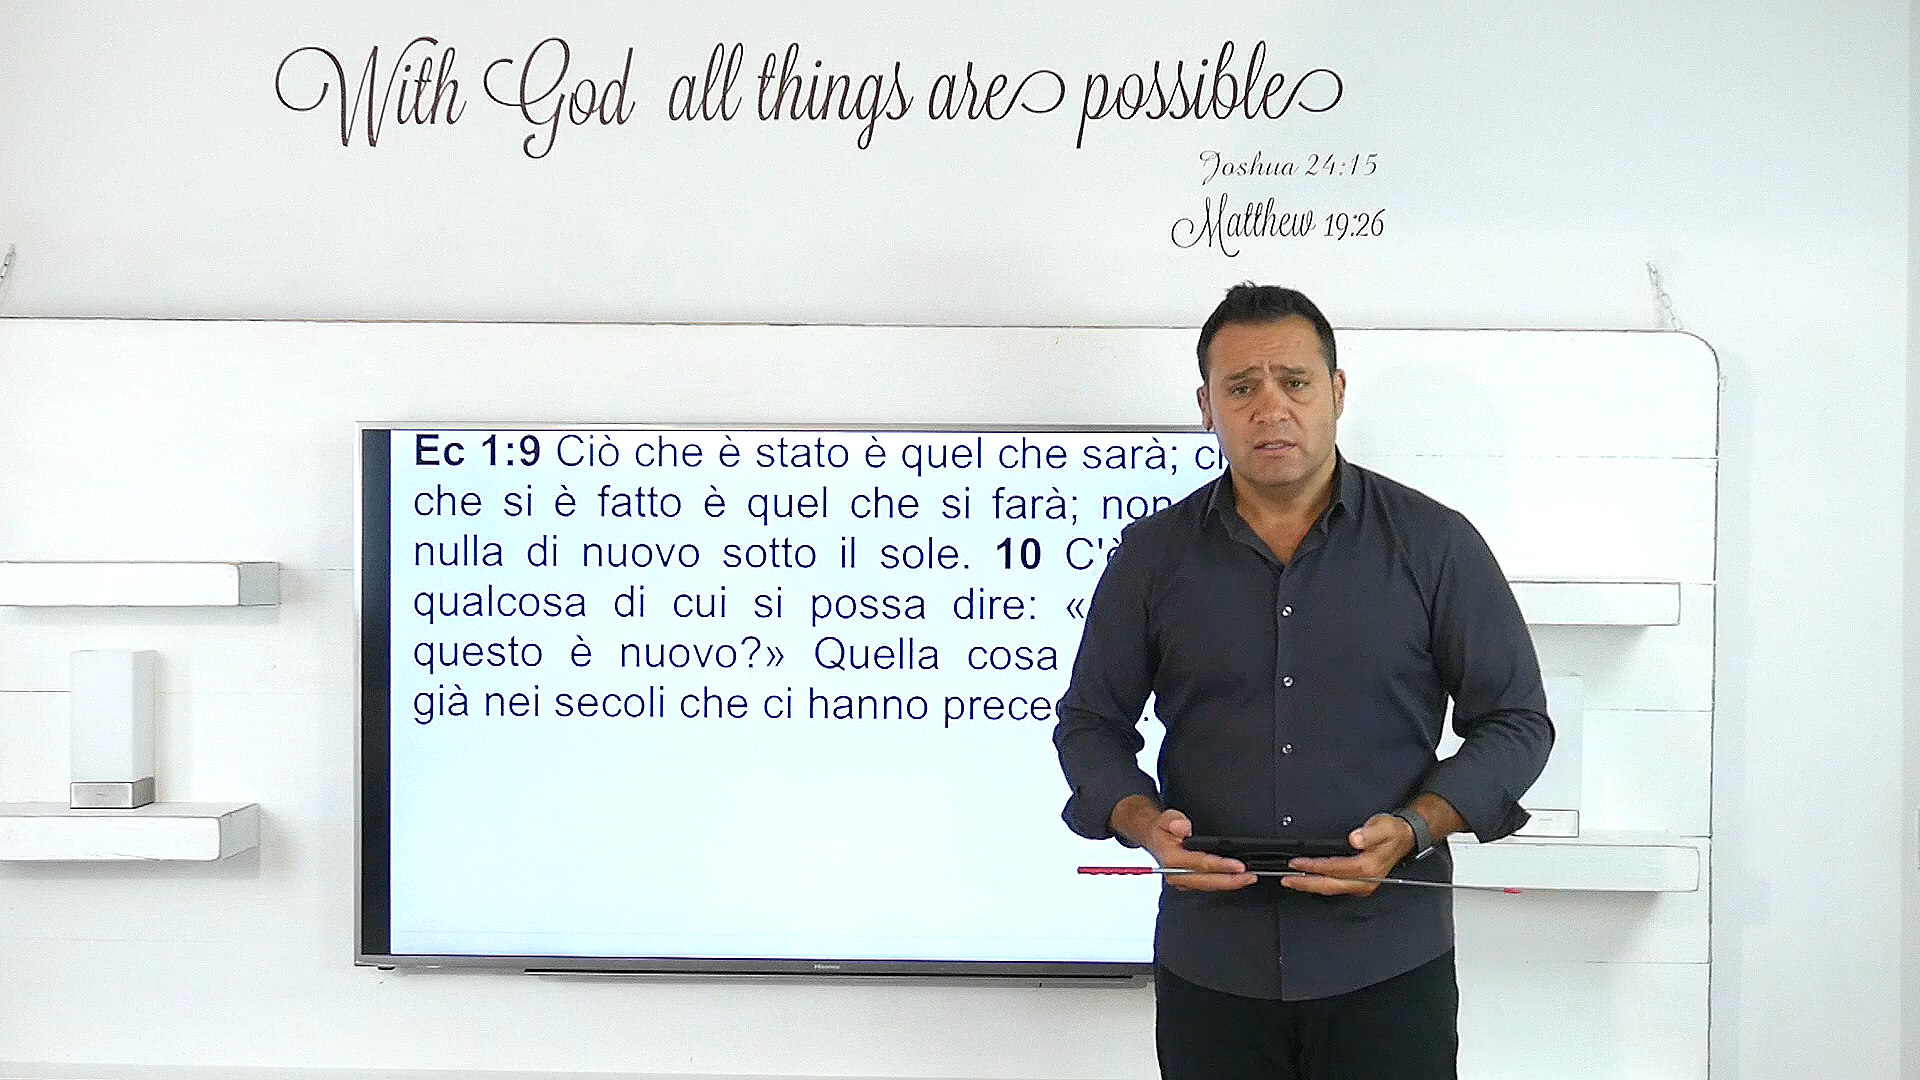 With God all things are possible
Joshua 24:15
Matthew 19:26
Ec 1:9 Ciò che è stato è quel che sarà;
che si è fatto è quel che si farà; non
nulla di nuovo sotto il sole. 10 C'è
qualcosa di cui si possa dire: «
questo è nuovo?» Quella cosa
già nei secoli che ci hanno
Hisense